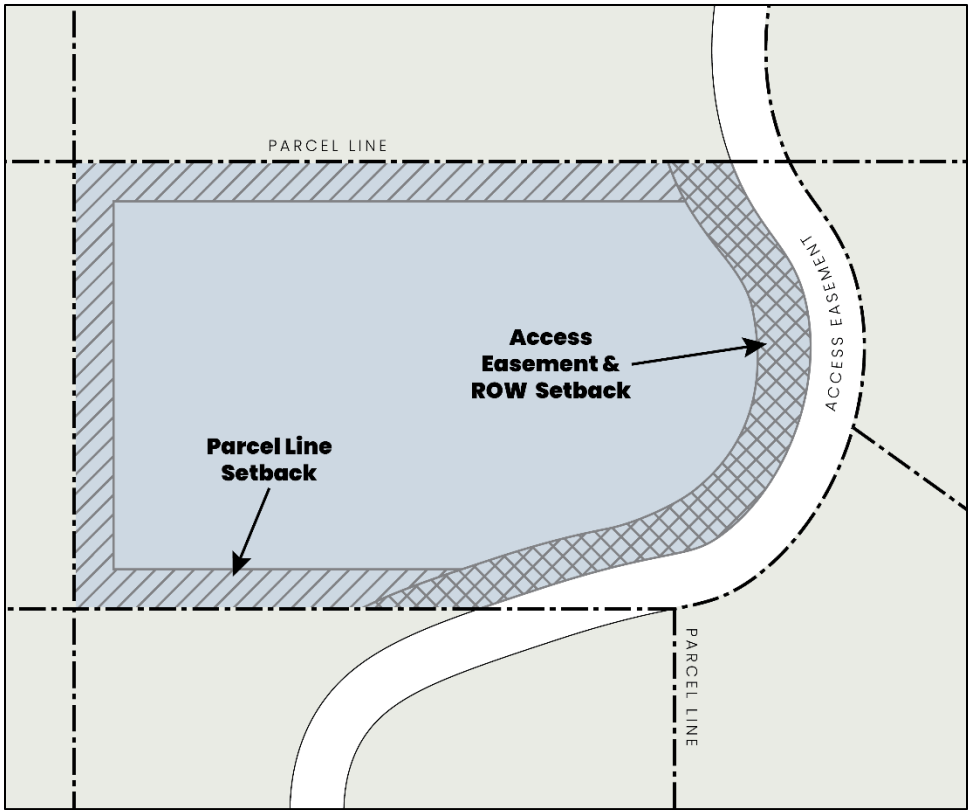 PARCEL LINE
ACCESS EASEMENT
Access
Easement &
ROW Setback
Parcel Line
Setback
PARCEL LINE